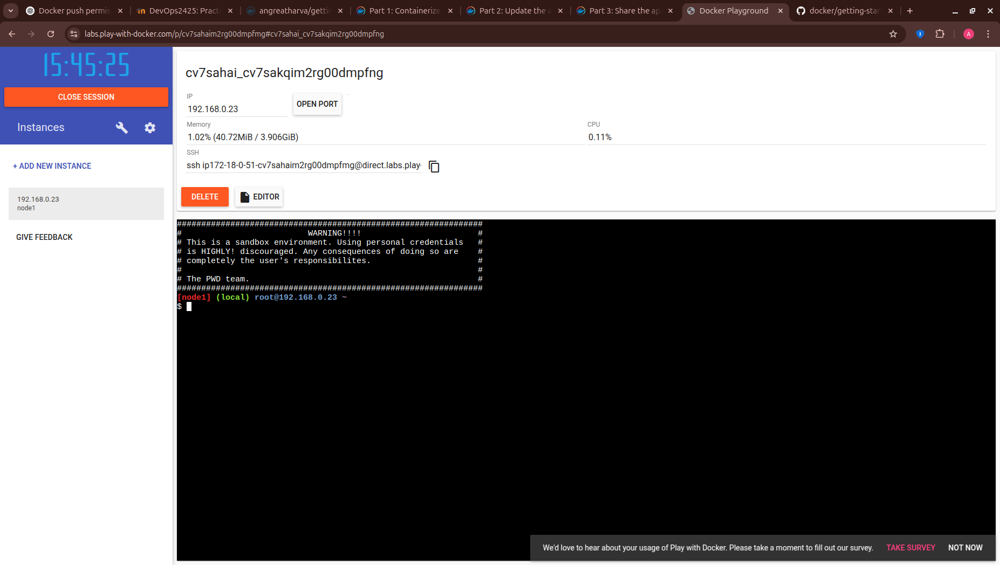 Docker push permis
DevOps2425: Practi
angreatharva/gettin
Part 1: Containerize
Part 2: Update the a
Part 3: Share the ap
Docker Playground
docker/getting-star
labs.play-with-docker.com/p/cv7sahaim2rg00dmpfmg#cv7sahai_cv7sakqim2rg00dmpfng
A
15:45:25
CLOSE SESSION
Instances
+ ADD NEW INSTANCE
192.168.0.23
node1
GIVE FEEDBACK
cv7sahai_cv7sakqim2rg00dmpfng
IP
192.168.0.23
OPEN PORT
Memory
1.02% (40.72MiB / 3.906GiB)
CPU
0.11%
SSH
ssh ip172-18-0-51-cv7sahaim2rg00dmpfmg@direct.labs.play-
DELETE
EDITOR
###############################################################
#                          WARNING!!!!                        #
# This is a sandbox environment. Using personal credentials   #
# is HIGHLY! discouraged. Any consequences of doing so are    #
# completely the user's responsibilites.                      #
#                                                             #
# The PWD team.                                               #
###############################################################
[node1] (local) root@192.168.0.23 ~
$
We'd love to hear about your usage of Play with Docker. Please take a moment to fill out our survey.
TAKE SURVEY
NOT NOW